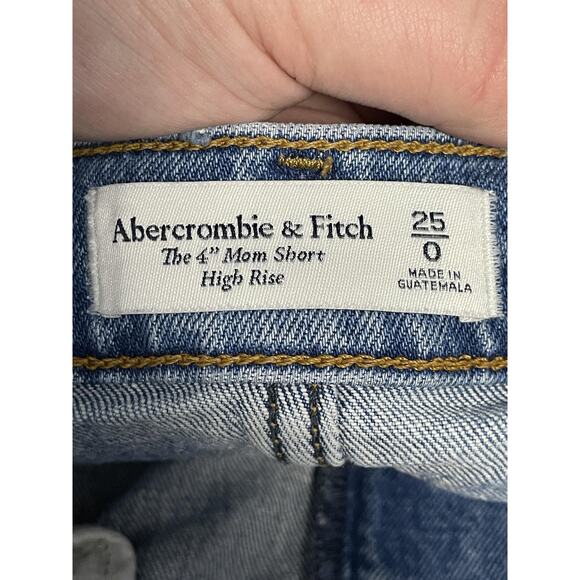 Abercrombie & Fitch
The 4" Mom Short
High Rise
25
0
MADE IN
GUATEMALA